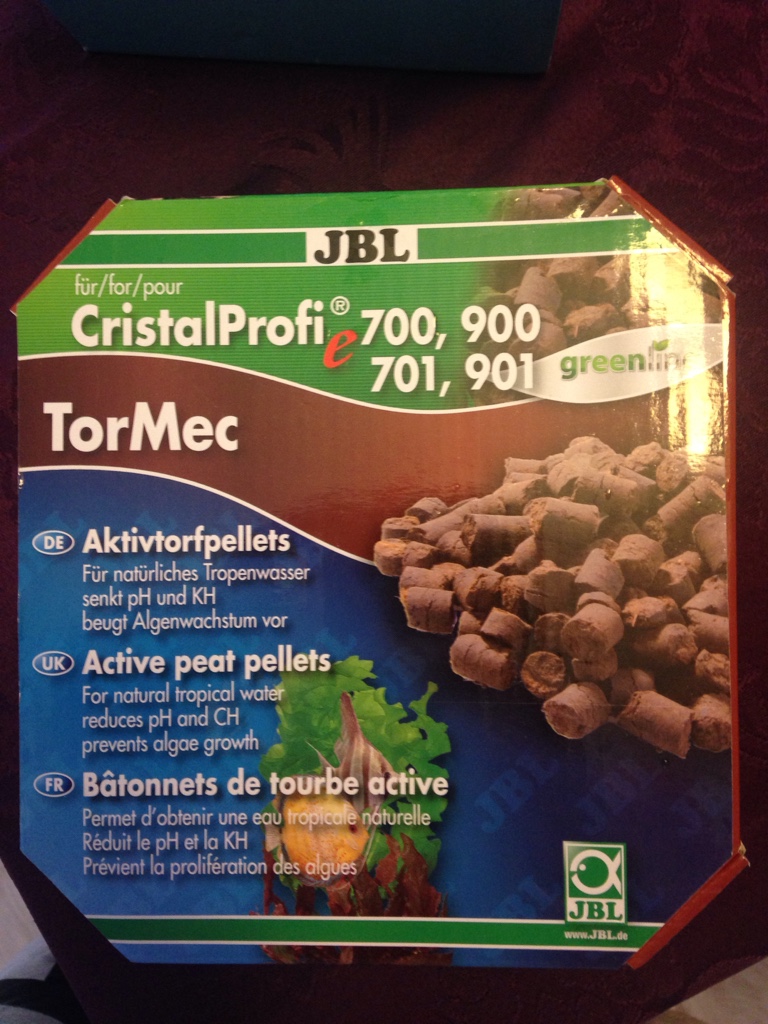 JBL
für/for/pour
CristalProfi® e 700, 900
701, 901
greenline
TorMec
DE Aktivtorfpellets
Für natürliches Tropenwasser
senkt pH und KH
beugt Algenwachstum vor
UK Active peat pellets
For natural tropical water
reduces pH and CH
prevents algae growth
FR Bâtonnets de tourbe active
Permet d'obtenir une eau tropicale naturelle
Réduit le pH et la KH
Prévient la prolifération des algues
JBL
www.JBL.de